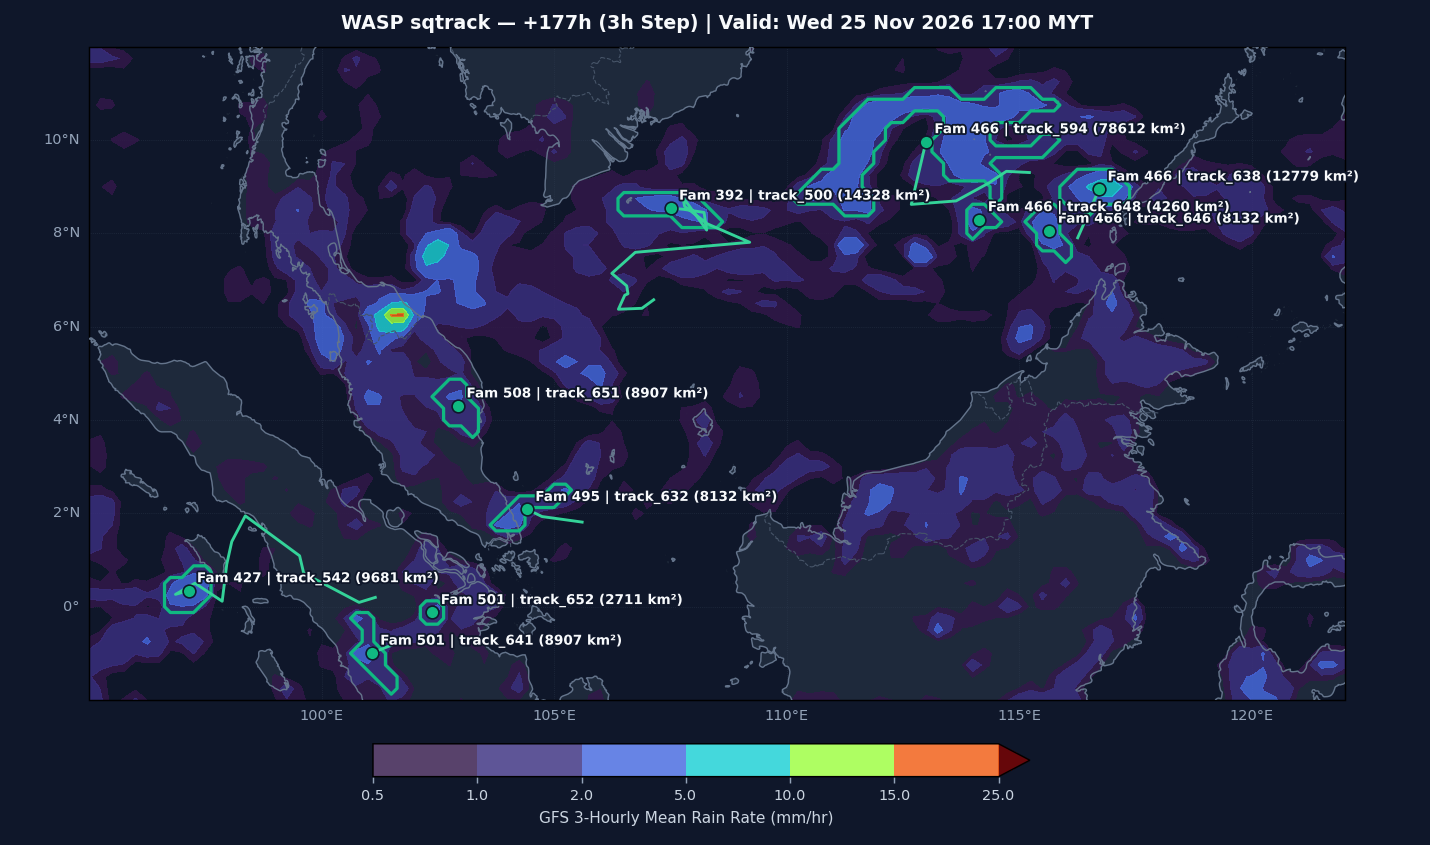 WASP sqtrack — +177h (3h Step) | Valid: Wed 25 Nov 2026 17:00 MYT
10°N
8°N
6°N
4°N
2°N
0°
Fam 466 | track_594 (78612 km²)
Fam 466 | track_638 (12779 km²)
Fam 392 | track_500 (14328 km²)
Fam 466 | track_648 (4260 km²)
Fam 466 | track_646 (8132 km²)
Fam 508 | track_651 (8907 km²)
Fam 495 | track_632 (8132 km²)
Fam 427 | track_542 (9681 km²)
Fam 501 | track_652 (2711 km²)
Fam 501 | track_641 (8907 km²)
100°E 105°E 110°E 115°E 120°E
0.5 1.0 2.0 5.0 10.0 15.0 25.0
GFS 3-Hourly Mean Rain Rate (mm/hr)